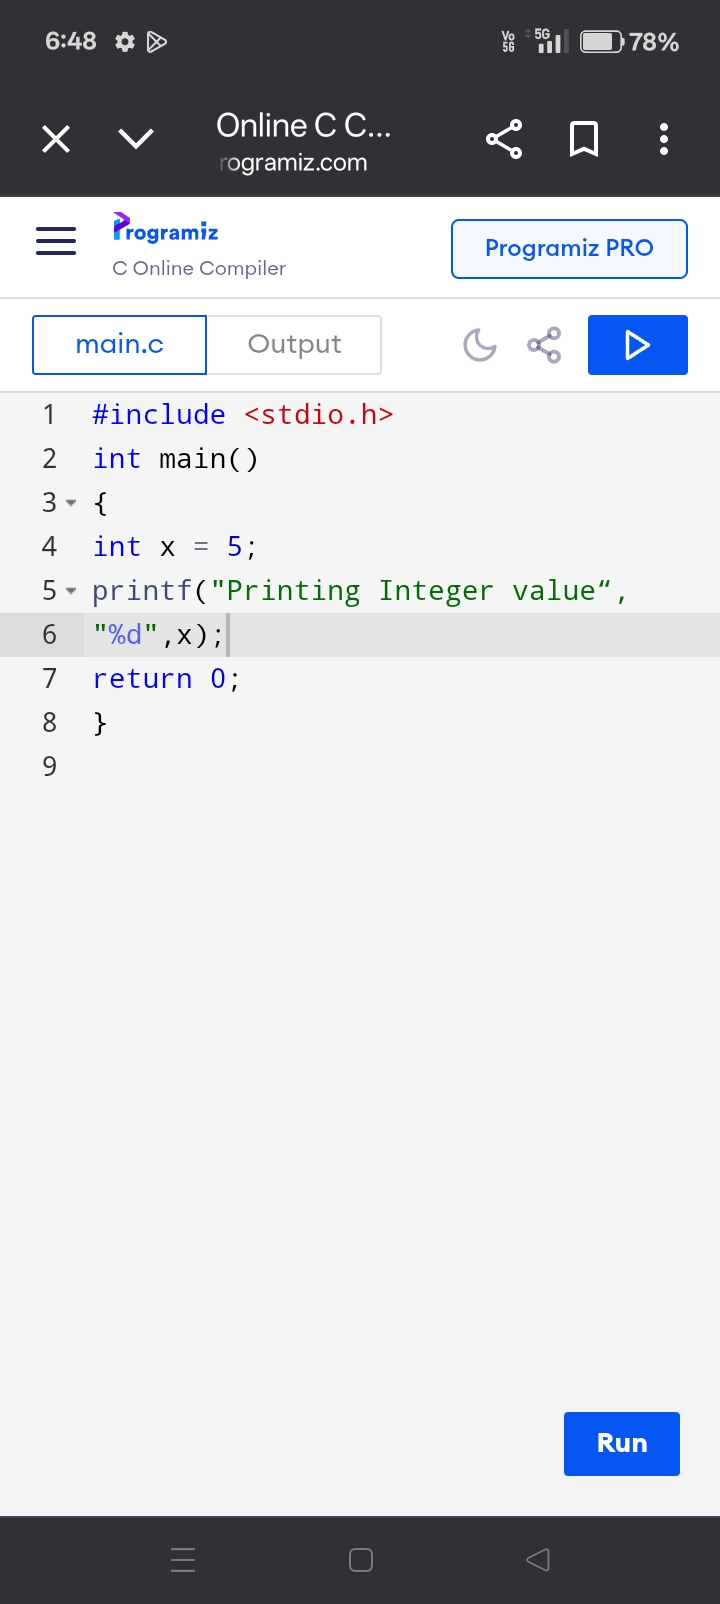 6:48 Vo 5G 5G 78%
Online C C...
rogramiz.com
Programiz
C Online Compiler
Programiz PRO
main.c Output
1 #include <stdio.h>
2 int main()
3 {
4 int x = 5;
5 printf("Printing Integer value“,
6 "%d",x);
7 return 0;
8 }
9
Run